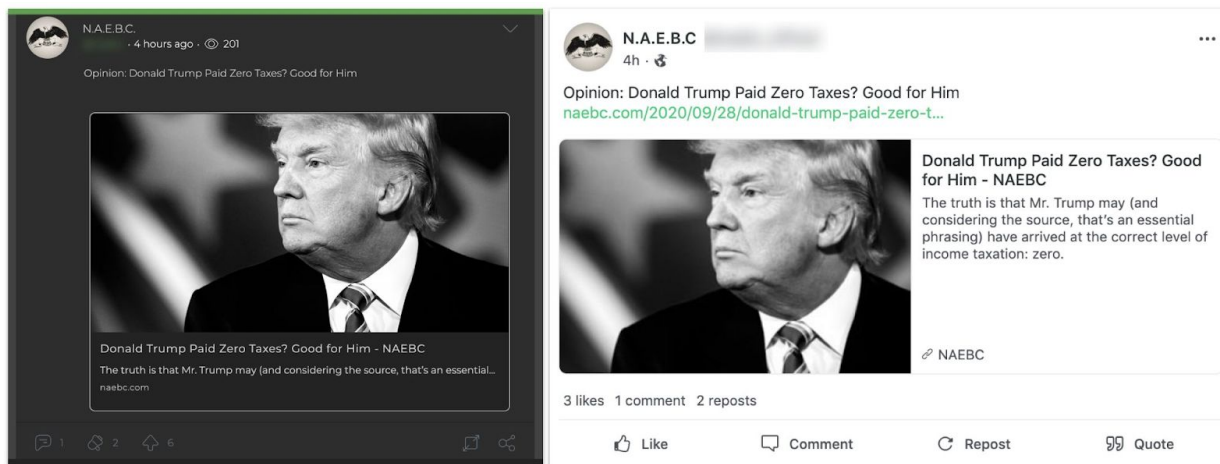 N.A.E.B.C.
· 4 hours ago · 201
Opinion: Donald Trump Paid Zero Taxes? Good for Him
Donald Trump Paid Zero Taxes? Good for Him - NAEBC
The truth is that Mr. Trump may (and considering the source, that's an essential...
naebc.com
1 2 6
N.A.E.B.C
4h ·
Opinion: Donald Trump Paid Zero Taxes? Good for Him
naebc.com/2020/09/28/donald-trump-paid-zero-t...
Donald Trump Paid Zero Taxes? Good
for Him - NAEBC
The truth is that Mr. Trump may (and
considering the source, that's an essential
phrasing) have arrived at the correct level of
income taxation: zero.
NAEBC
3 likes 1 comment 2 reposts
Like Comment Repost Quote